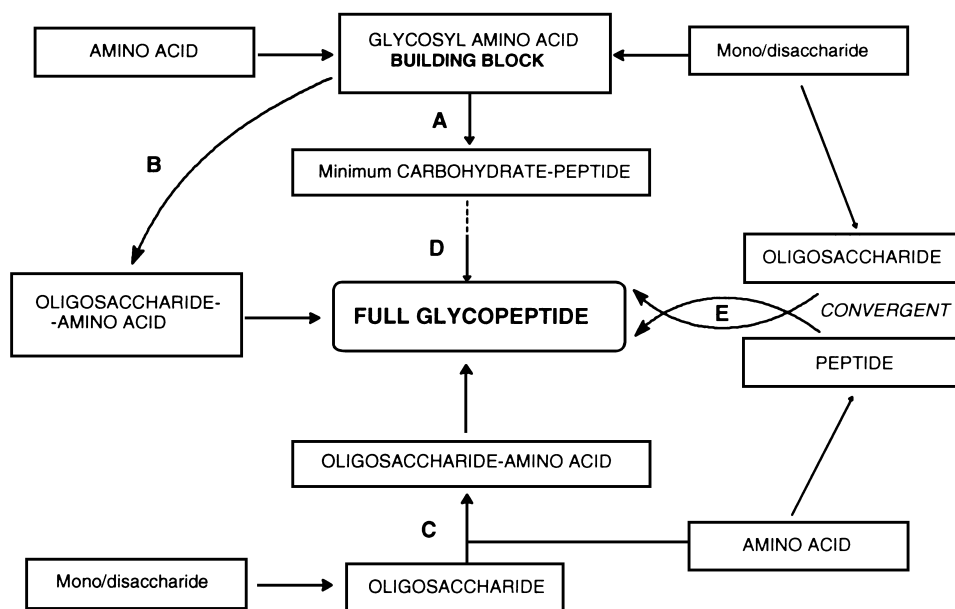 AMINO ACID
GLYCOSYL AMINO ACID
BUILDING BLOCK
Mono/disaccharide
A
B
Minimum CARBOHYDRATE-PEPTIDE
D
OLIGOSACCHARIDE
OLIGOSACCHARIDE-
-AMINO ACID
FULL GLYCOPEPTIDE
E
CONVERGENT
PEPTIDE
OLIGOSACCHARIDE-AMINO ACID
C
AMINO ACID
Mono/disaccharide
OLIGOSACCHARIDE